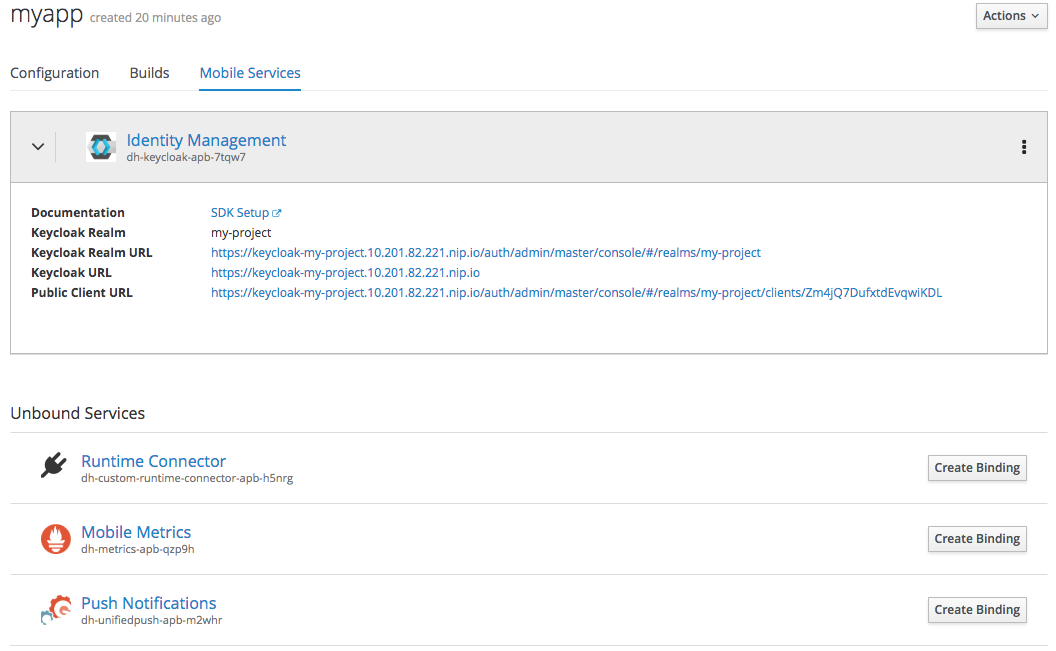 myapp created 20 minutes ago
Actions
Configuration Builds Mobile Services
Identity Management
dh-keycloak-apb-7tqw7
Documentation SDK Setup
Keycloak Realm my-project
Keycloak Realm URL https://keycloak-my-project.10.201.82.221.nip.io/auth/admin/master/console/#/realms/my-project
Keycloak URL https://keycloak-my-project.10.201.82.221.nip.io
Public Client URL https://keycloak-my-project.10.201.82.221.nip.io/auth/admin/master/console/#/realms/my-project/clients/Zm4jQ7DufxtdEvqwiKDL
Unbound Services
Runtime Connector
dh-custom-runtime-connector-apb-h5nrg
Create Binding
Mobile Metrics
dh-metrics-apb-qzp9h
Create Binding
Push Notifications
dh-unifiedpush-apb-m2whr
Create Binding